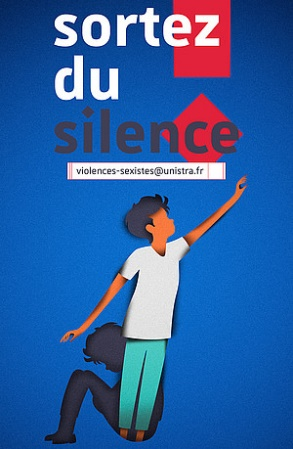 sortez
du
silence
violences-sexistes@unistra.fr